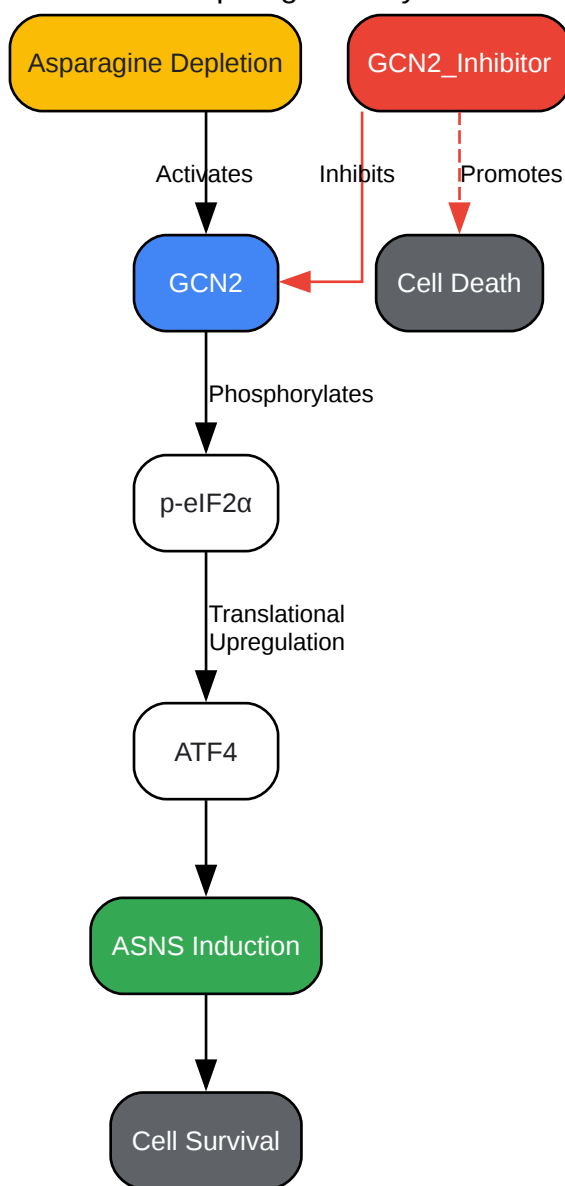 Asparagine Depletion
GCN2_Inhibitor
Activates
Inhibits
Promotes
GCN2
Cell Death
Phosphorylates
p-eIF2α
Translational
Upregulation
ATF4
ASNS Induction
Cell Survival